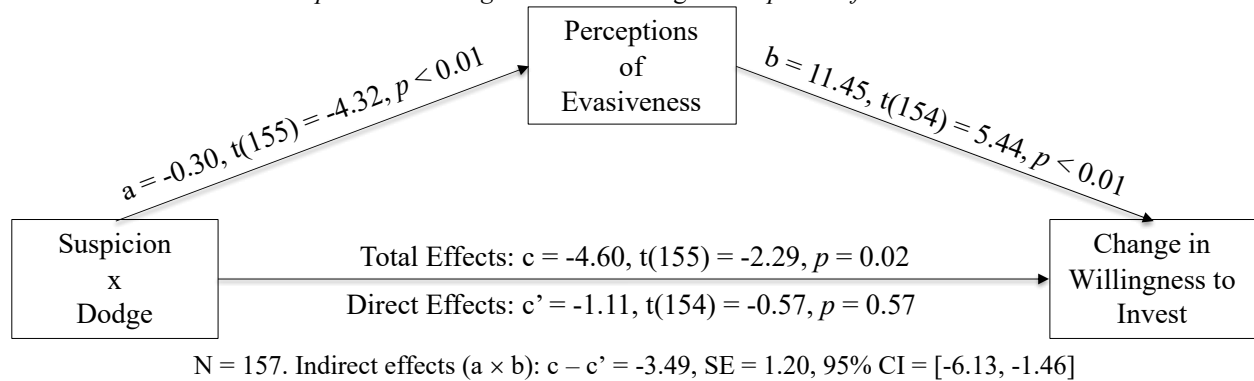 Perceptions
of
Evasiveness
a = -0.30, t(155) = -4.32, p < 0.01
b = 11.45, t(154) = 5.44, p < 0.01
Suspicion
x
Dodge
Total Effects: c = -4.60, t(155) = -2.29, p = 0.02
Direct Effects: c’ = -1.11, t(154) = -0.57, p = 0.57
Change in
Willingness to
Invest
N = 157. Indirect effects (a × b): c – c’ = -3.49, SE = 1.20, 95% CI = [-6.13, -1.46]